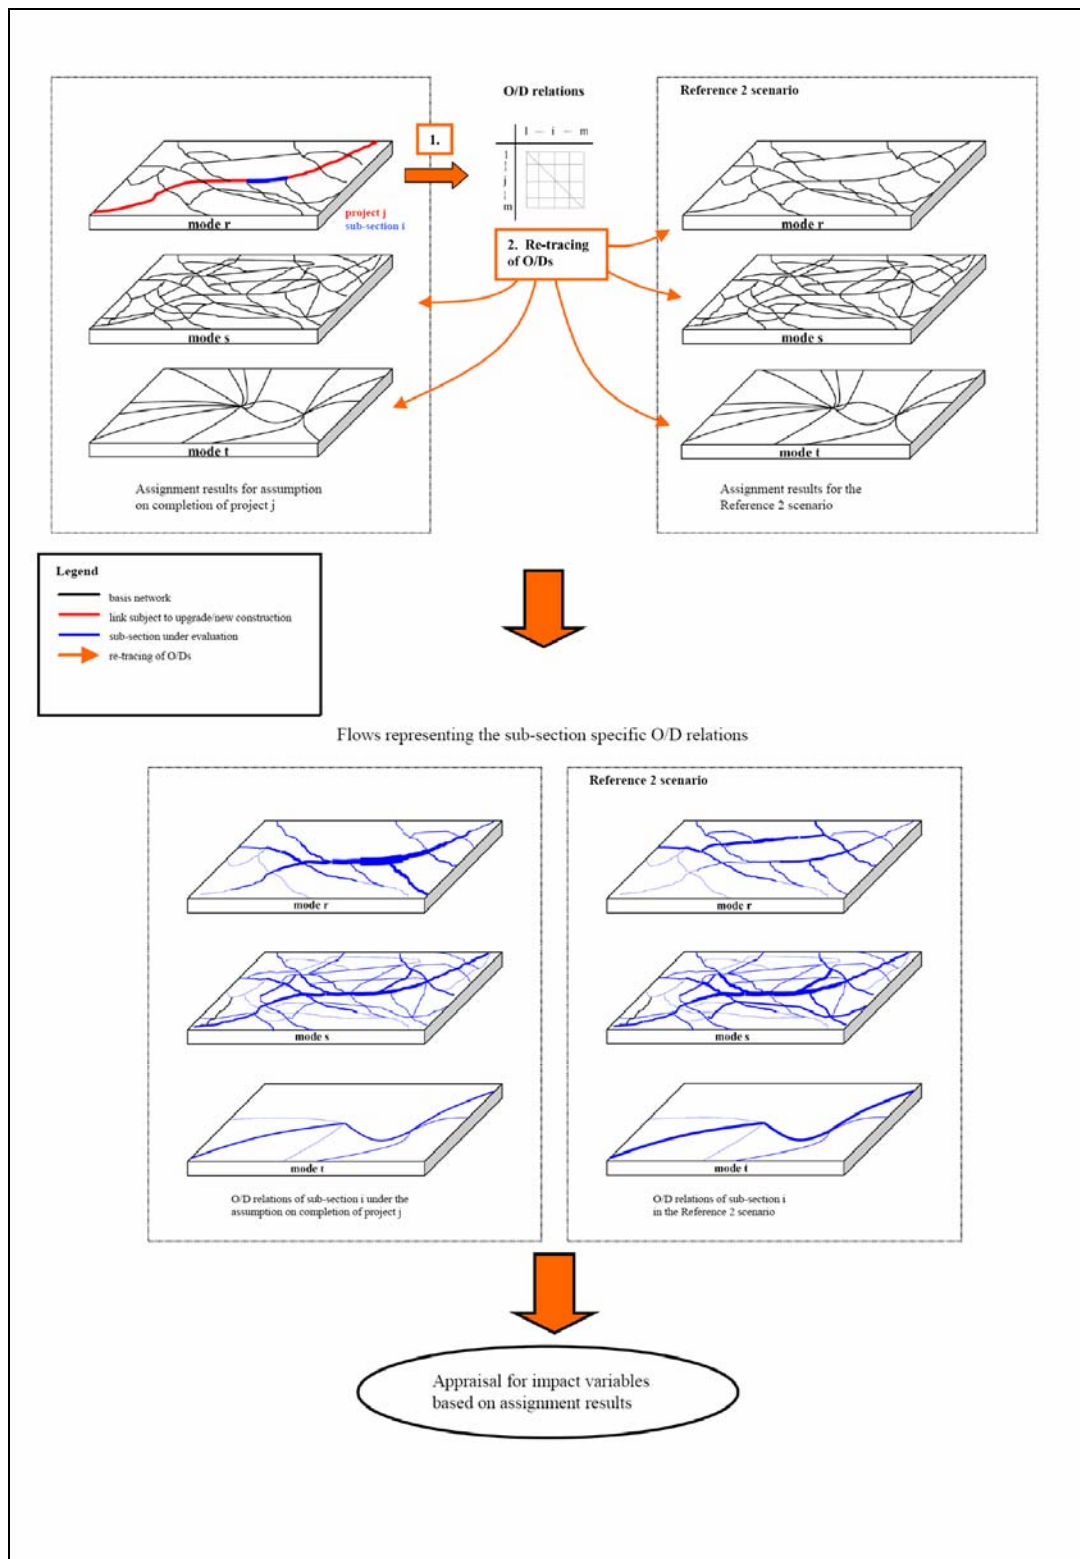 O/D relations
Reference 2 scenario
1.
1 — i — m
1
i
m
project j
sub-section i
mode r
mode r
2. Re-tracing
of O/Ds
mode s
mode s
mode t
mode t
Assignment results for assumption
on completion of project j
Assignment results for the
Reference 2 scenario
Legend
basis network
link subject to upgrade/new construction
sub-section under evaluation
re-tracing of O/Ds
Flows representing the sub-section specific O/D relations
Reference 2 scenario
mode r
mode r
mode s
mode s
mode t
mode t
O/D relations of sub-section i under the
assumption on completion of project j
O/D relations of sub-section i
in the Reference 2 scenario
Appraisal for impact variables
based on assignment results